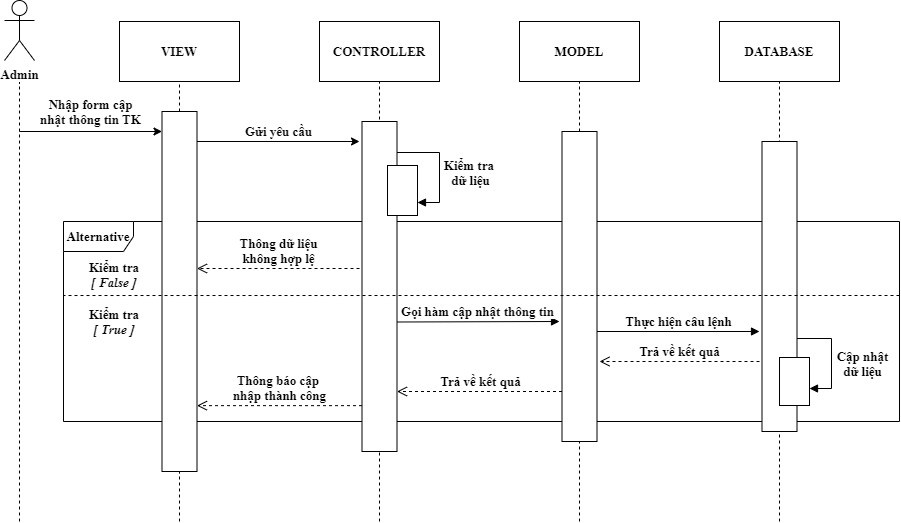 Admin
VIEW
CONTROLLER
MODEL
DATABASE
Nhập form cập
nhật thông tin TK
Gửi yêu cầu
Kiểm tra
dữ liệu
Alternative
Thông dữ liệu
không hợp lệ
Kiểm tra
[ False ]
Kiểm tra
[ True ]
Gọi hàm cập nhật thông tin
Thực hiện câu lệnh
Trả về kết quả
Cập nhật
dữ liệu
Trả về kết quả
Thông báo cập
nhập thành công